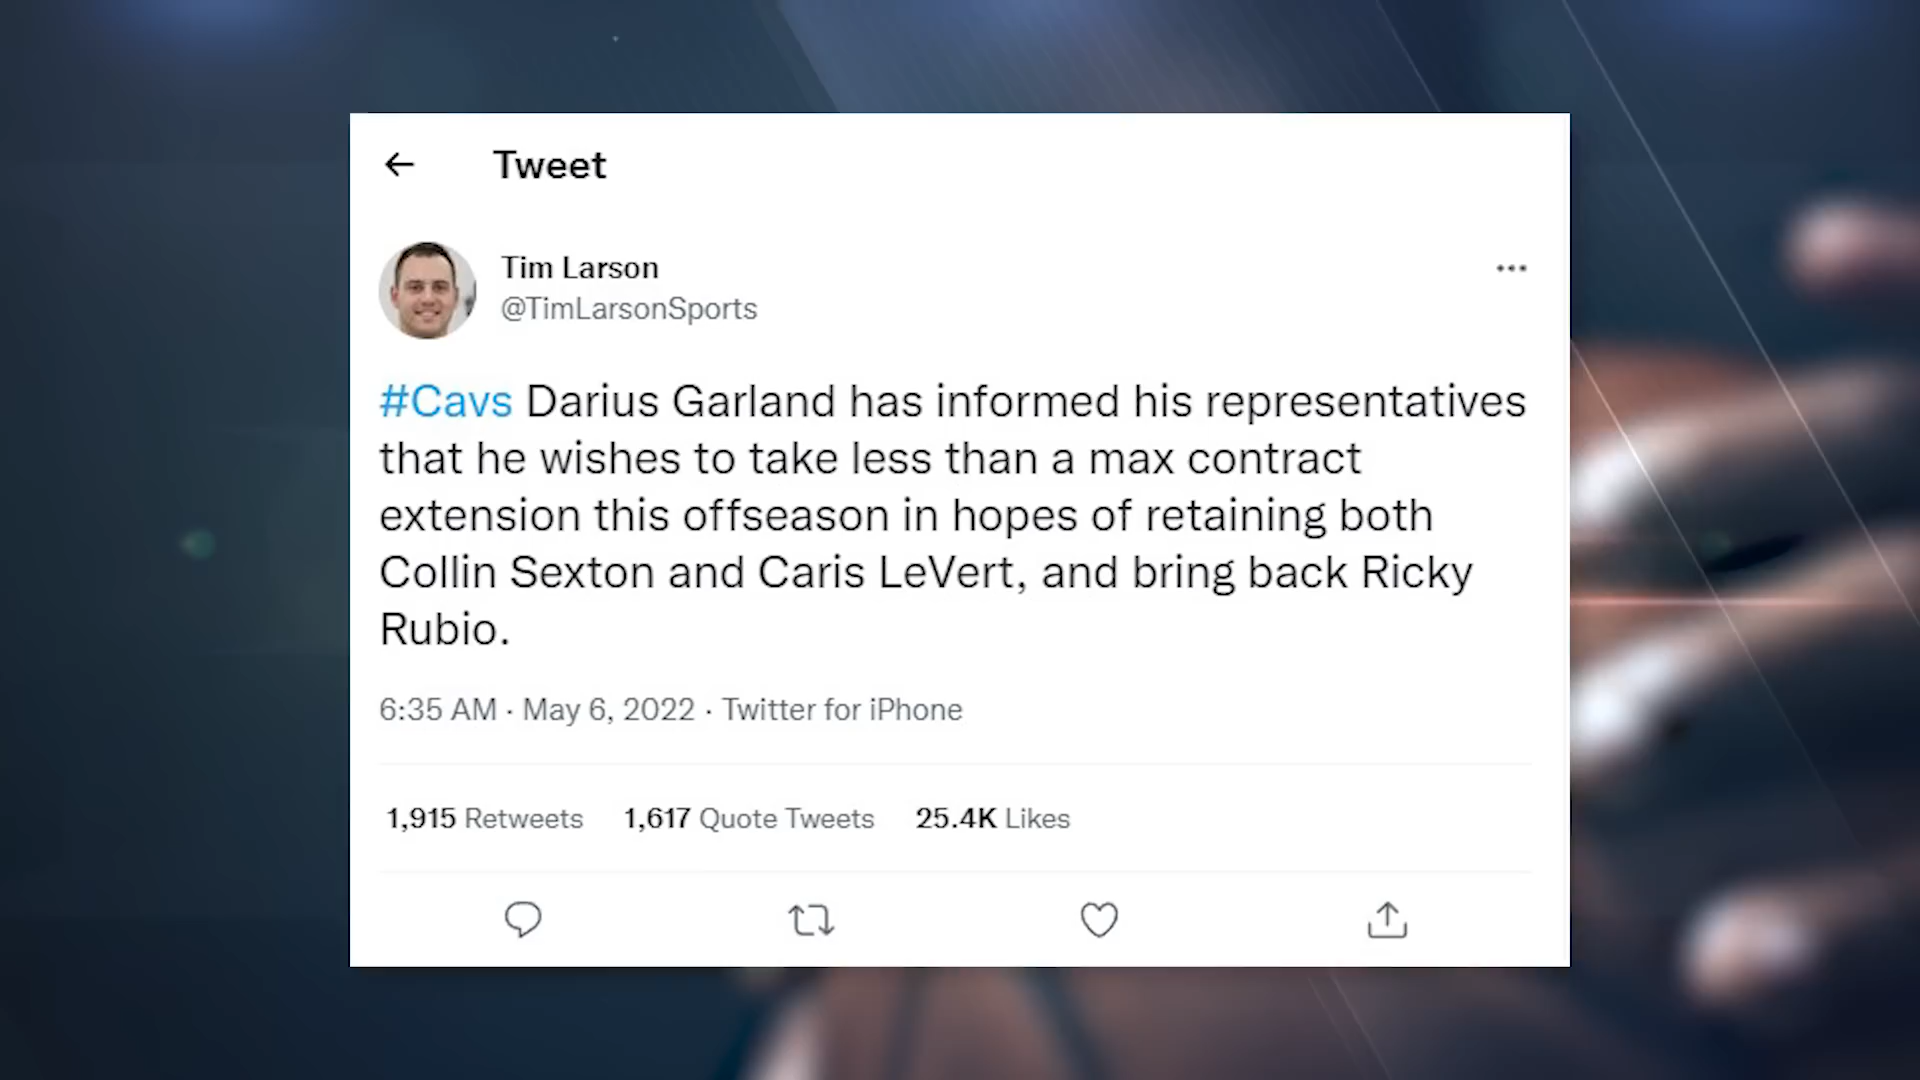 Tweet
Tim Larson
@TimLarsonSports
#Cavs Darius Garland has informed his representatives
that he wishes to take less than a max contract
extension this offseason in hopes of retaining both
Collin Sexton and Caris LeVert, and bring back Ricky
Rubio.
6:35 AM · May 6, 2022 · Twitter for iPhone
1,915 Retweets 1,617 Quote Tweets 25.4K Likes